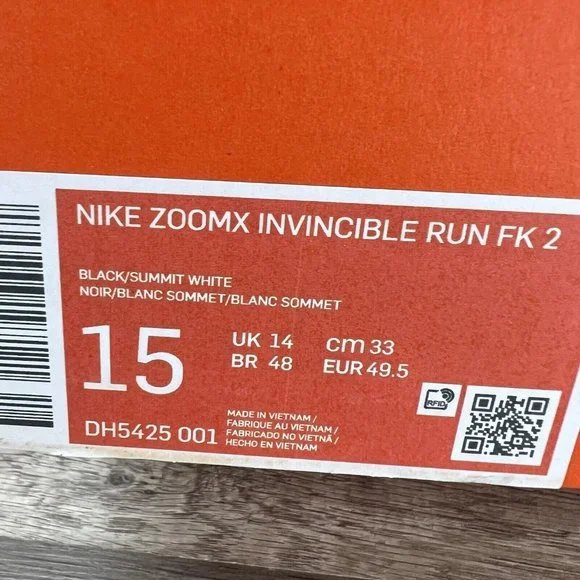 NIKE ZOOMX INVINCIBLE RUN FK 2
BLACK/SUMMIT WHITE
NOIR/BLANC SOMMET/BLANC SOMMET
15
UK 14
cm 33
BR 48
EUR 49.5
RFID
DH5425 001
MADE IN VIETNAM /
FABRIQUE AU VIETNAM /
FABRICADO NO VIETNÃ /
HECHO EN VIETNAM